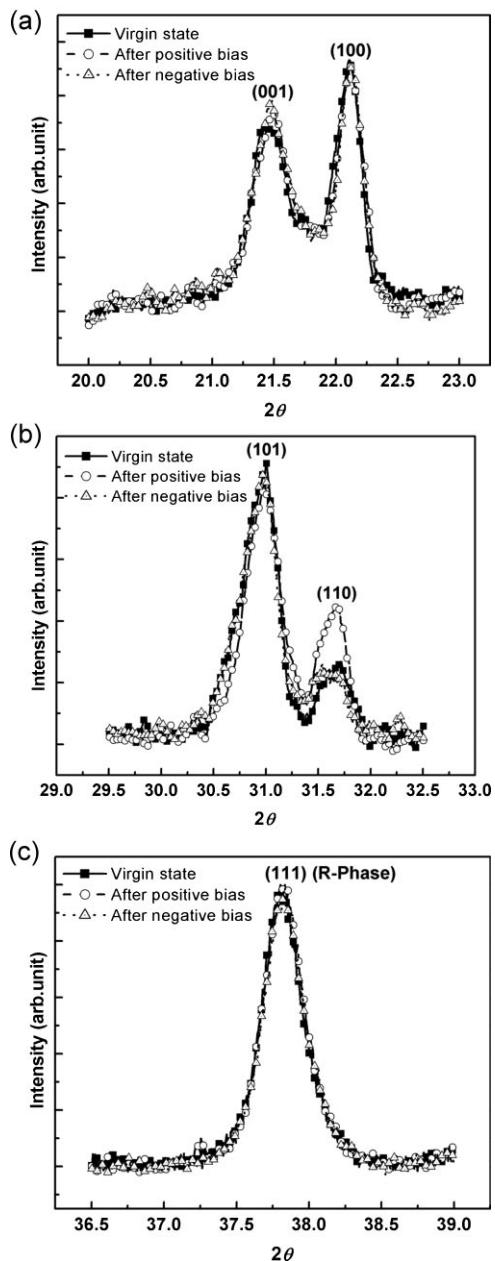 (a)
Virgin state
After positive bias
After negative bias
(001)
(100)
Intensity (arb.unit)
20.0 20.5 21.0 21.5 22.0 22.5 23.0
2θ
(b)
Virgin state
After positive bias
After negative bias
(101)
(110)
Intensity (arb.unit)
29.0 29.5 30.0 30.5 31.0 31.5 32.0 32.5 33.0
2θ
(c)
Virgin state
After positive bias
After negative bias
(111) (R-Phase)
Intensity (arb.unit)
36.5 37.0 37.5 38.0 38.5 39.0
2θ